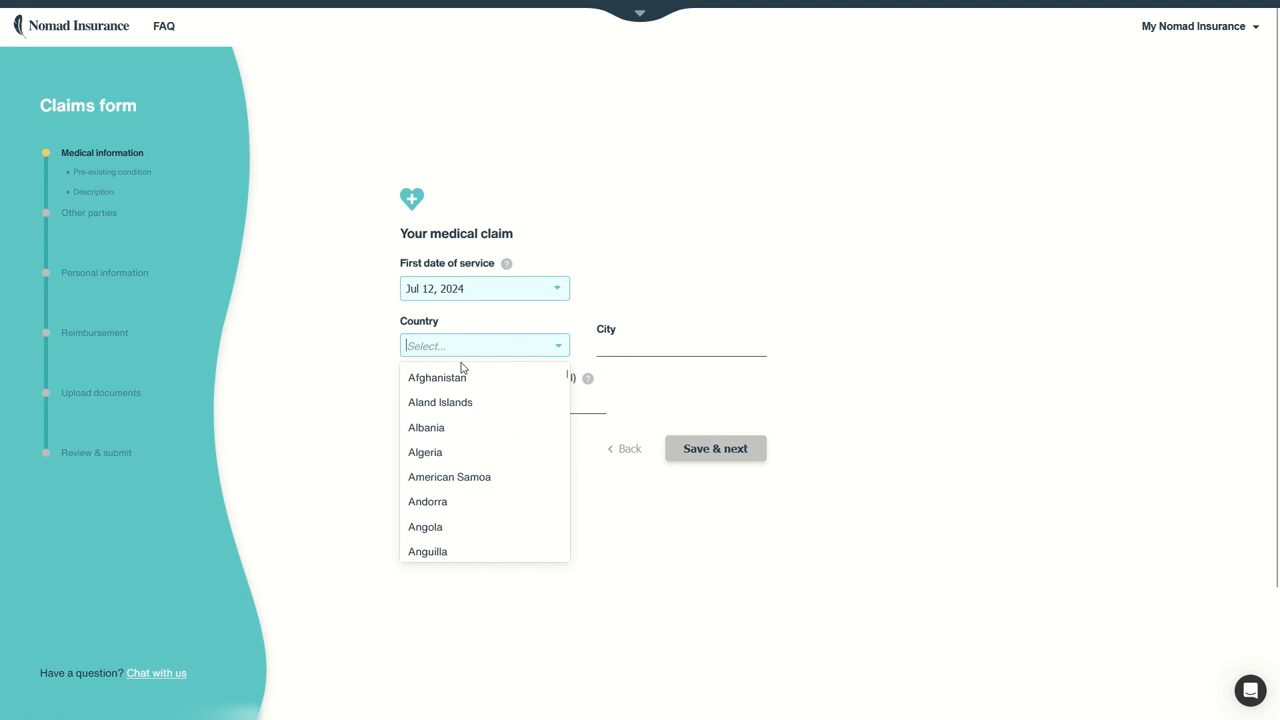 Nomad Insurance
FAQ
My Nomad Insurance
Claims form
Medical information
• Pre-existing condition
• Description
Other parties
Personal information
Reimbursement
Upload documents
Review & submit
Have a question? Chat with us
Your medical claim
First date of service ?
Jul 12, 2024
Country
City
Select...
Afghanistan
Aland Islands
Albania
Algeria
American Samoa
Andorra
Angola
Anguilla
?
< Back
Save & next